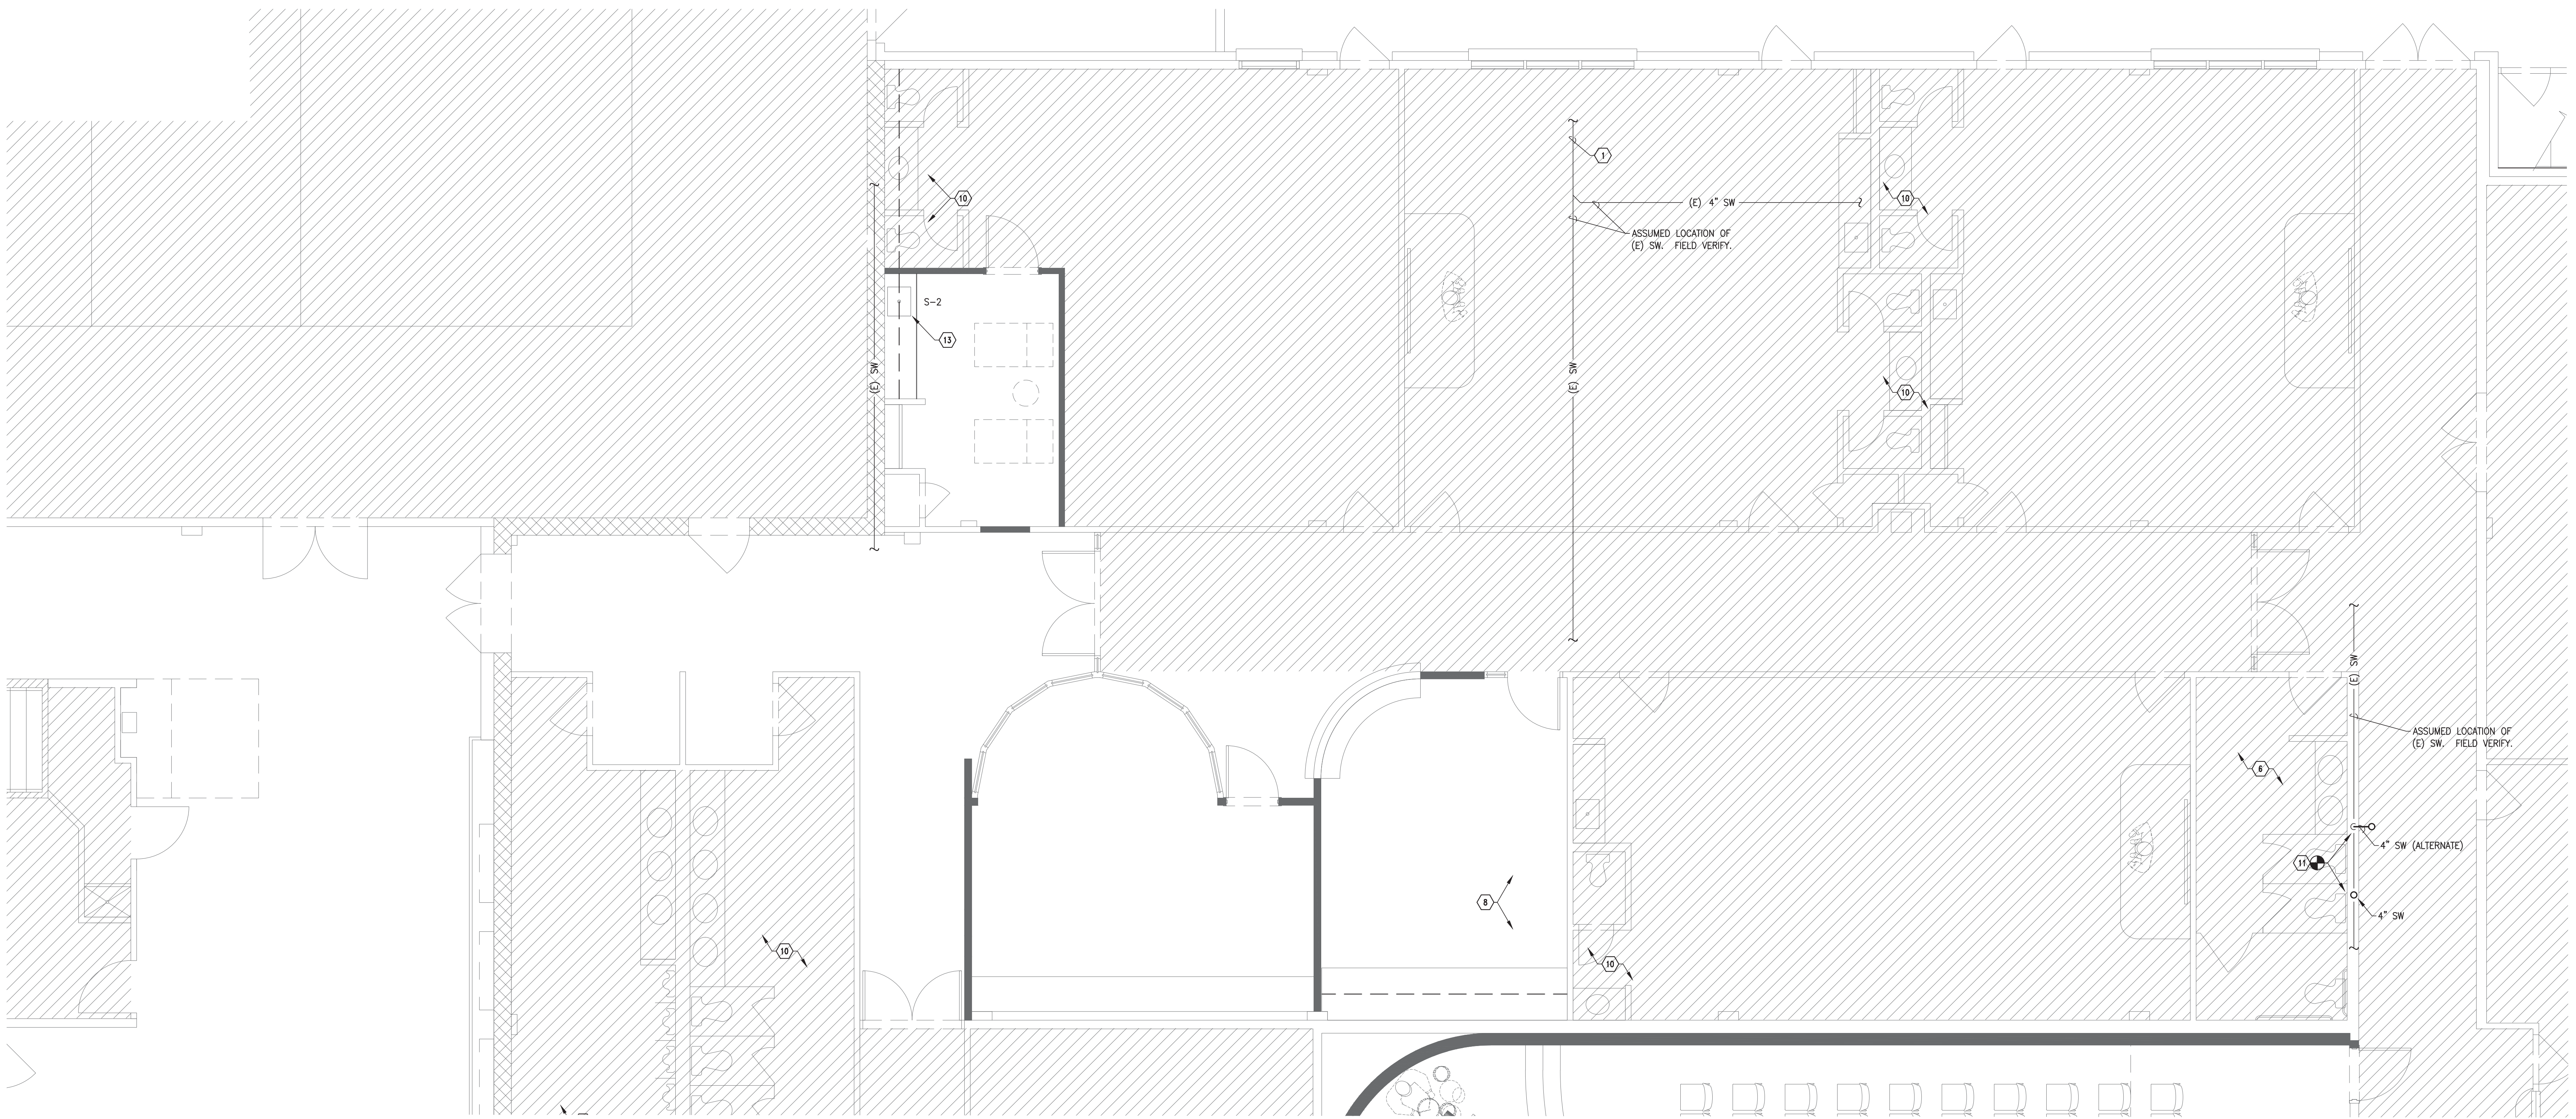 1
10
10
(E) 4" SW
ASSUMED LOCATION OF
(E) SW. FIELD VERIFY.
S-2
13
(E) SW
(E) SW
10
(E) SW
ASSUMED LOCATION OF
(E) SW. FIELD VERIFY.
6
4" SW (ALTERNATE)
11
8
4" SW
10
10